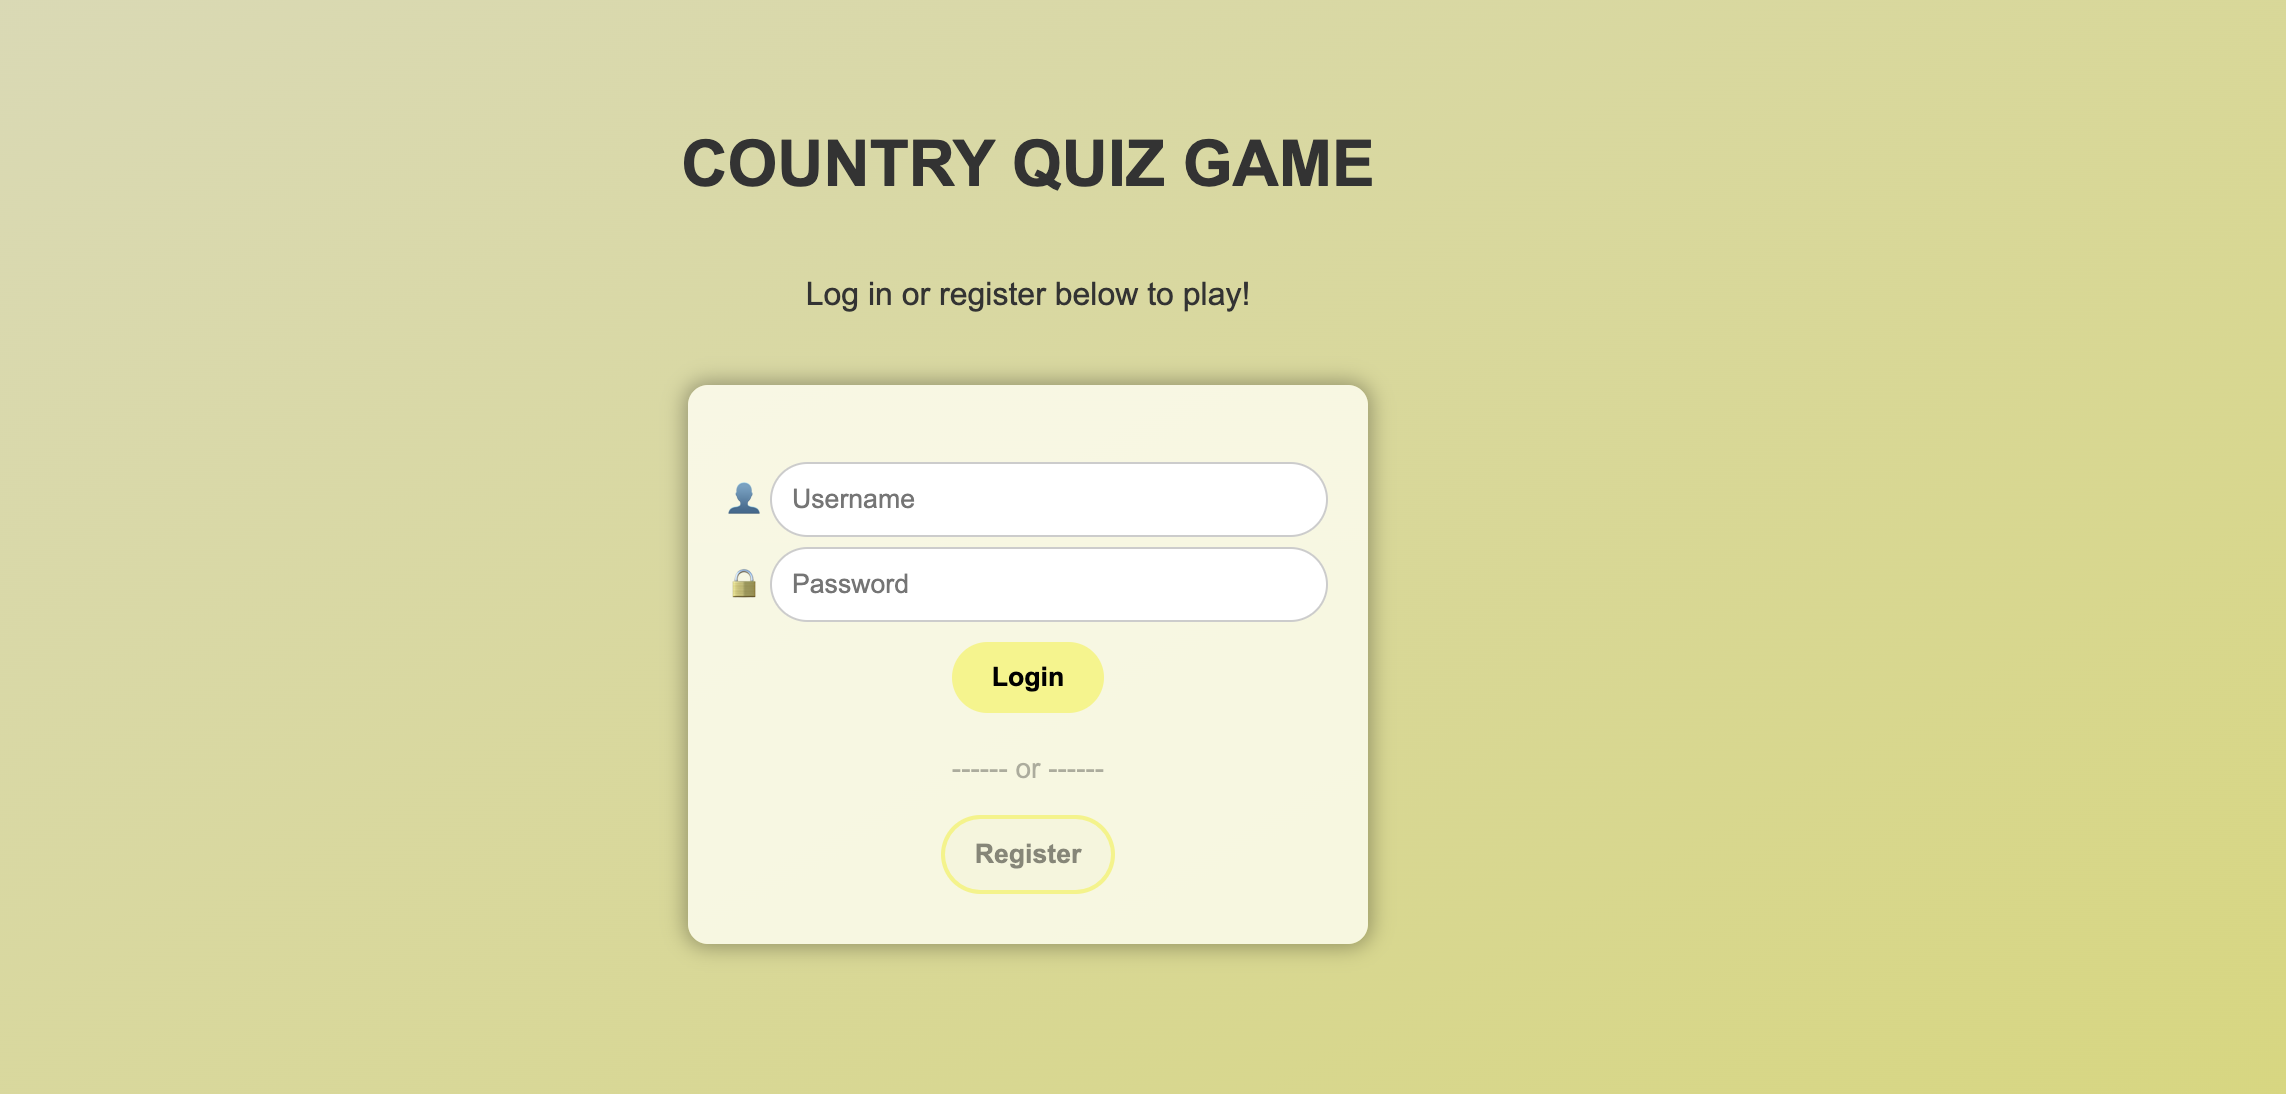 COUNTRY QUIZ GAME
Log in or register below to play!
Username
Password
Login
------ or ------
Register